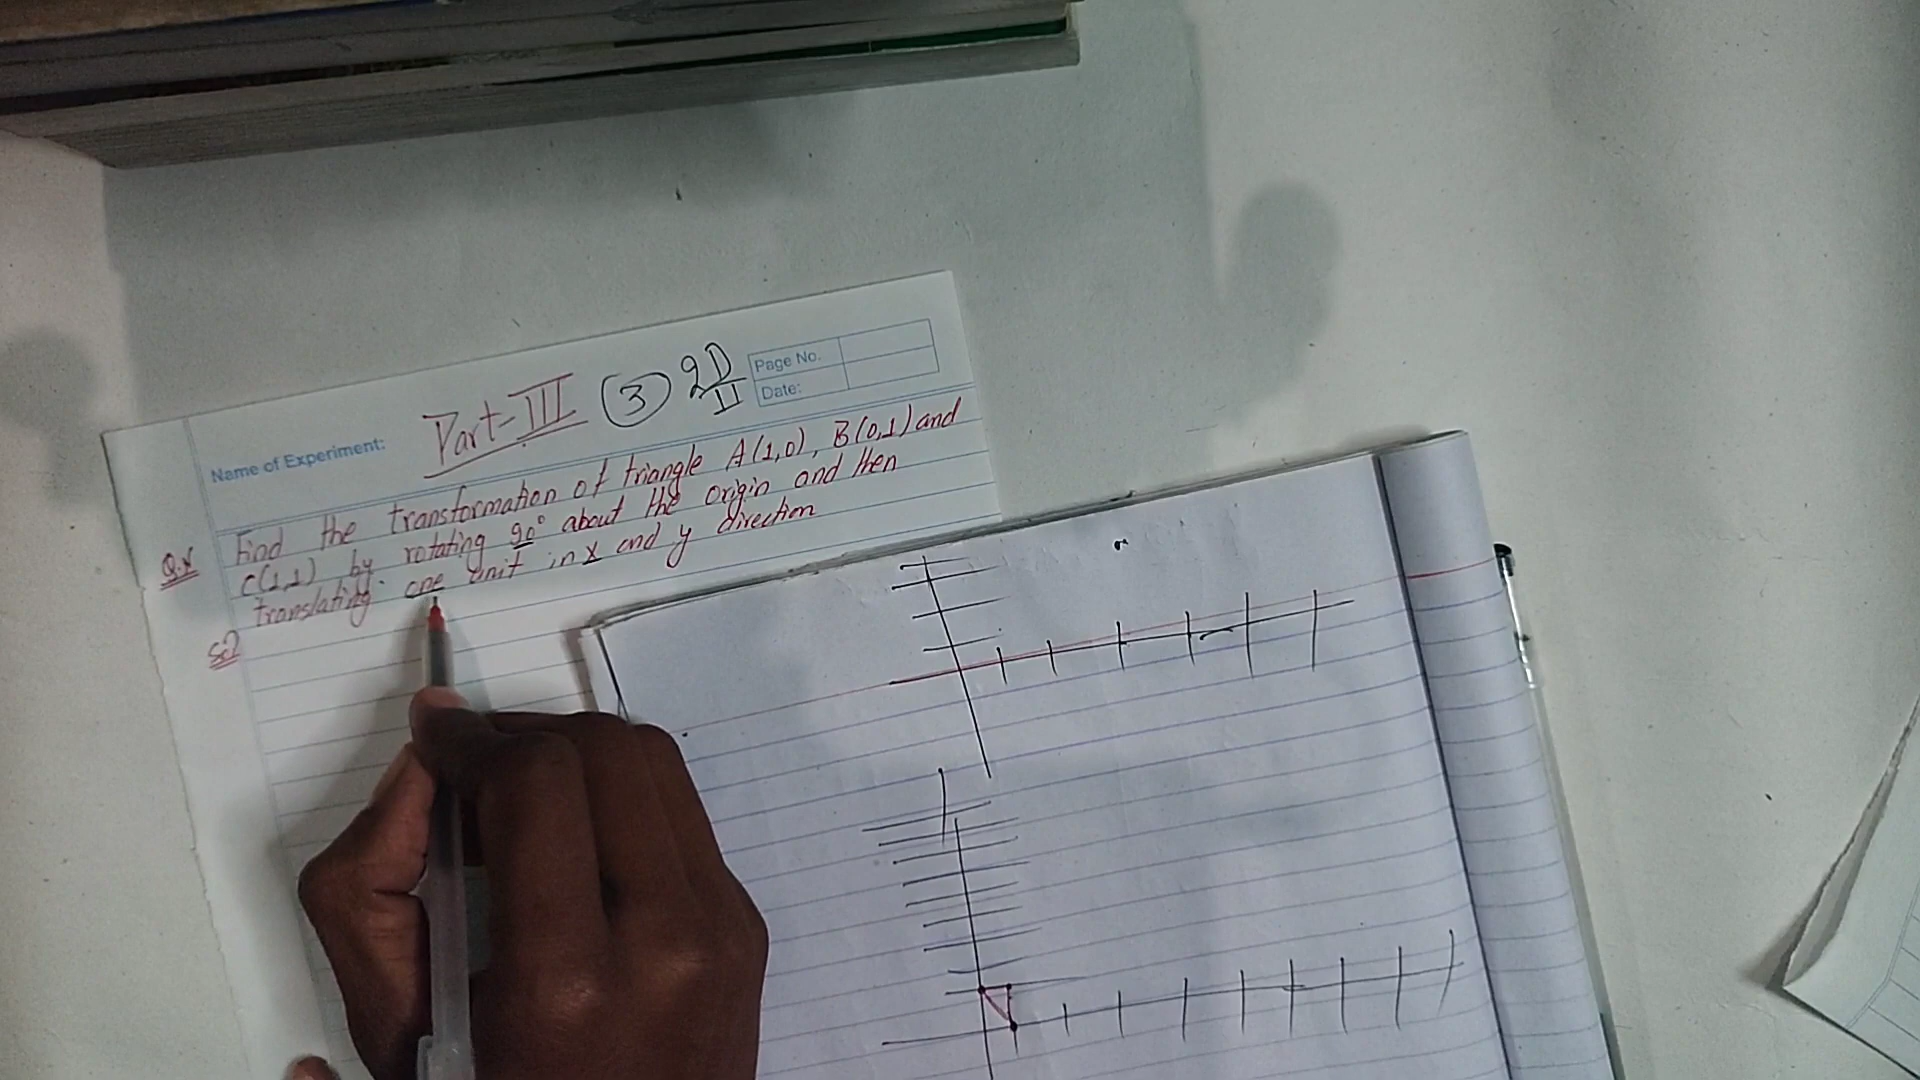 Part-III ③ 2D/II
Page No.
Date:
Name of Experiment:
Q.1 Find the transformation of triangle A(1,0), B(0,1) and
C(1,1) by rotating 90° about the origin and then
translating one unit in x and y direction
Sol